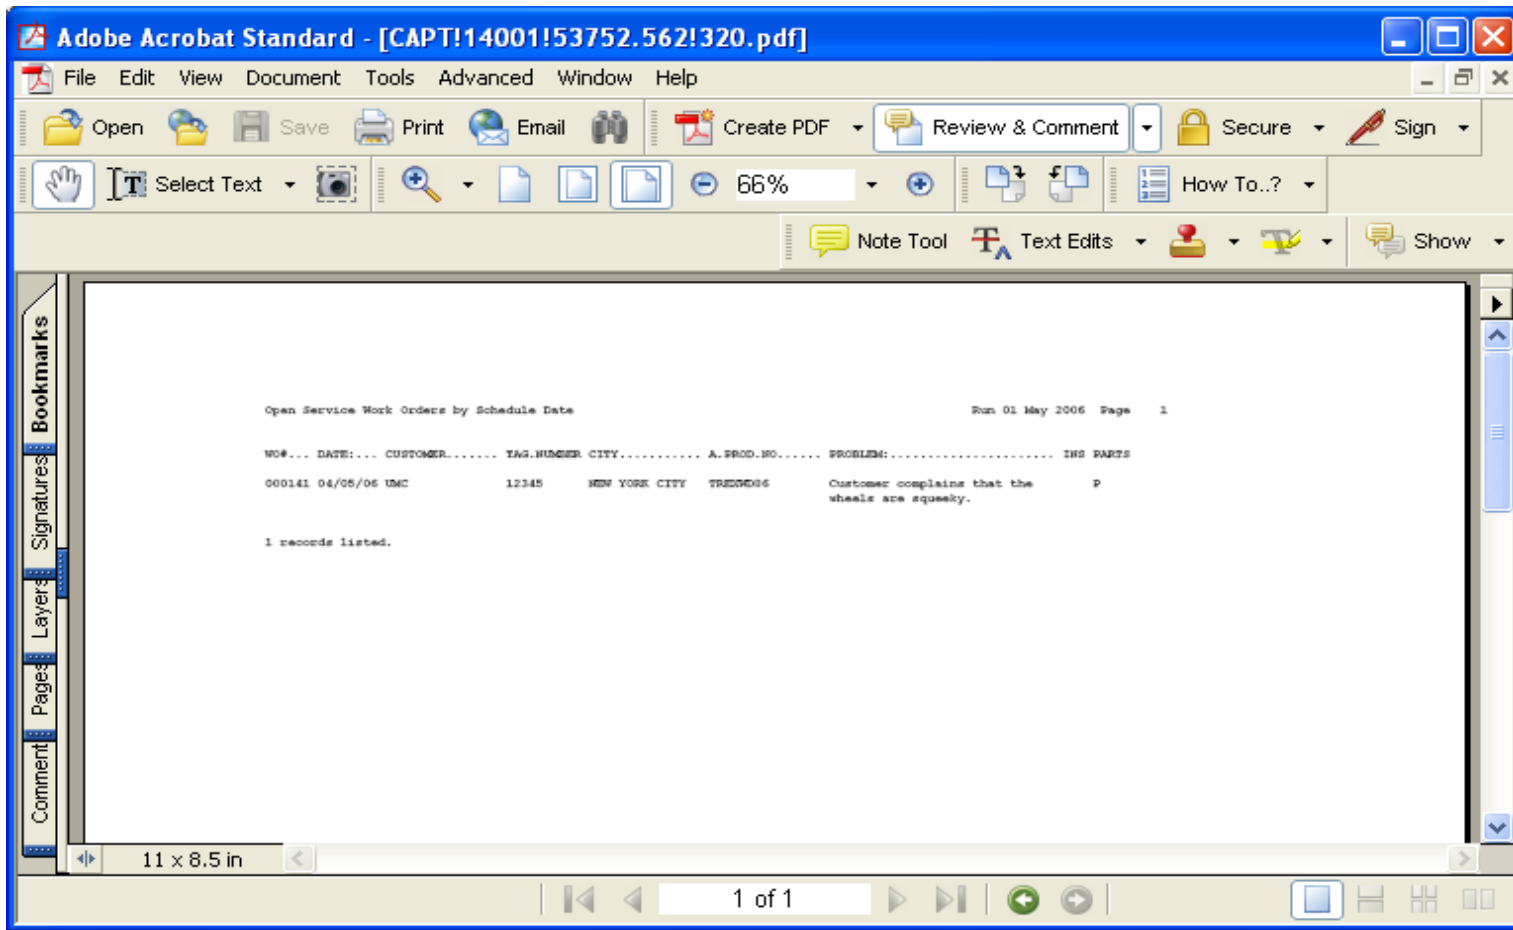 Adobe Acrobat Standard - [CAPT!14001!53752.562!320.pdf]
File Edit View Document Tools Advanced Window Help
Open Save Print Email Create PDF Review & Comment Secure Sign
Select Text 66% How To..?
Note Tool Text Edits Show
Bookmarks
Signatures
Layers
Pages
Comment
Open Service Work Orders by Schedule Date Run 01 May 2006 Page 1
WO#... DATE:... CUSTOMER....... TAG.NUMBER CITY........... A.PROD.NO...... PROBLEM:...................... INS PARTS
000141 04/05/06 UMC 12345 NEW YORK CITY Customer complains that the P
wheels are squeeky.
1 records listed.
11 x 8.5 in
1 of 1